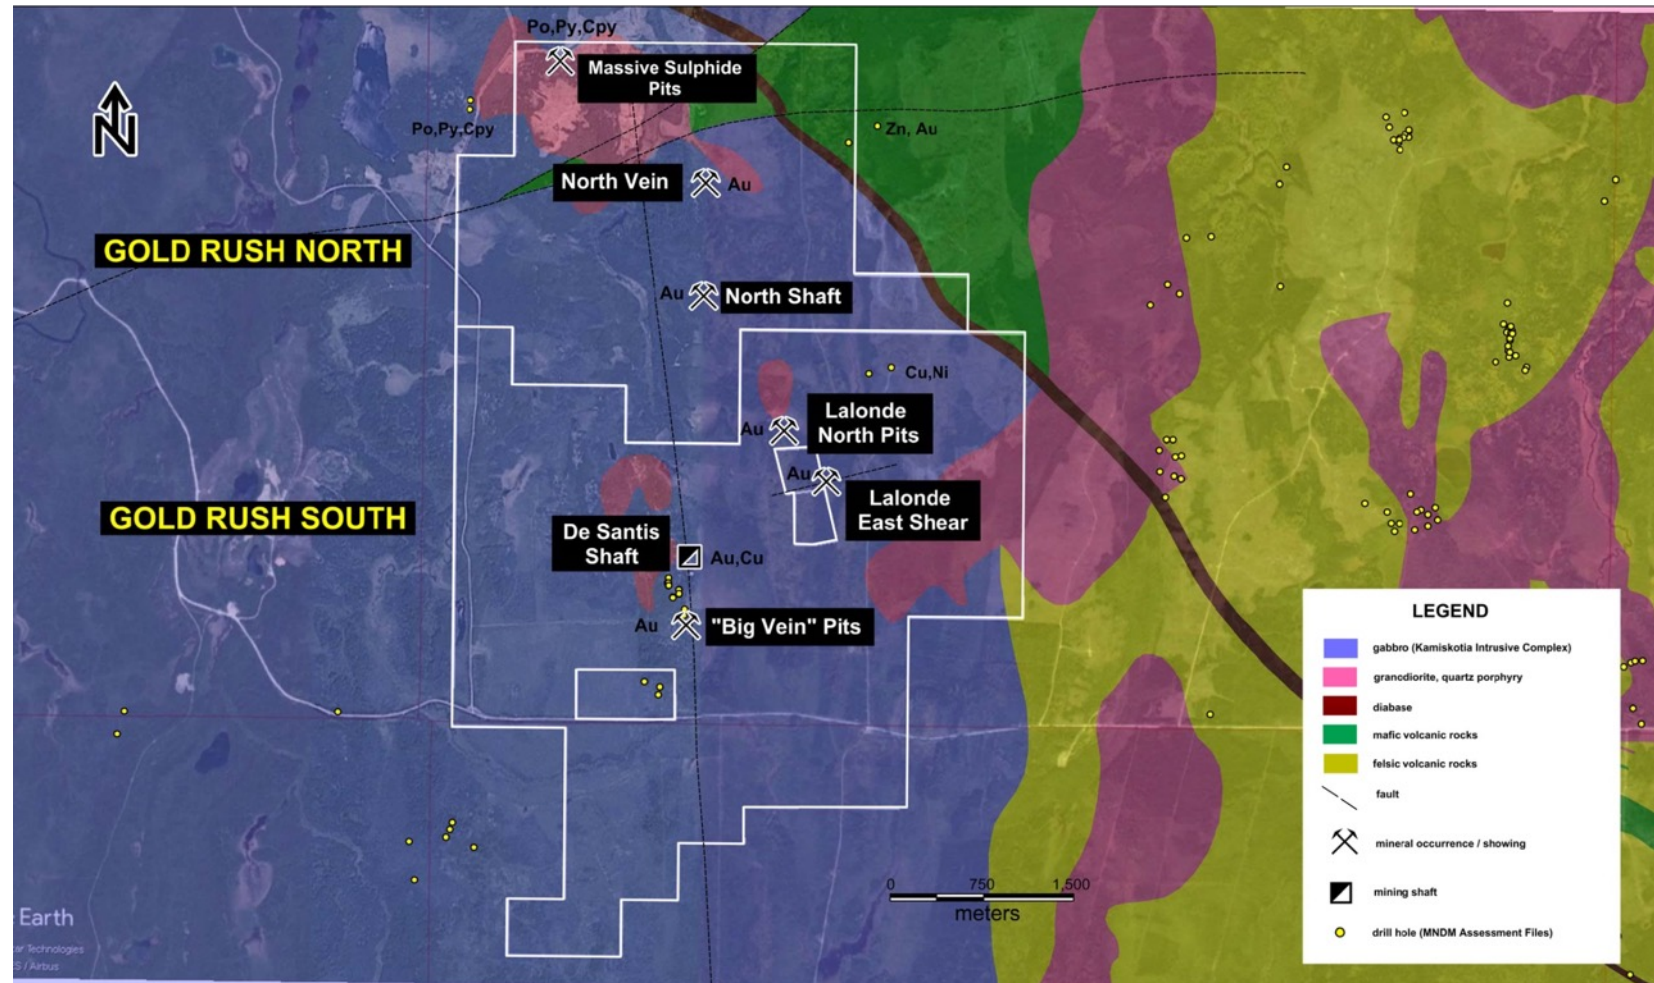 Po,Py,Cpy
Massive Sulphide
Pits
N
Po,Py,Cpy
Zn, Au
North Vein
Au
GOLD RUSH NORTH
Au
North Shaft
Cu,Ni
Lalonde
North Pits
Au
Au
Lalonde
East Shear
GOLD RUSH SOUTH
De Santis
Shaft
Au,Cu
Au
"Big Vein" Pits
LEGEND
gabbro (Kamiskotia Intrusive Complex)
grancdiorite, quartz porphyry
diabase
mafic volcanic rocks
felsic volcanic rocks
fault
mineral occurrence / showing
mining shaft
drill hole (MNDM Assessment Files)
0 750 1,500
meters
Earth
Technologies
/ Airbus